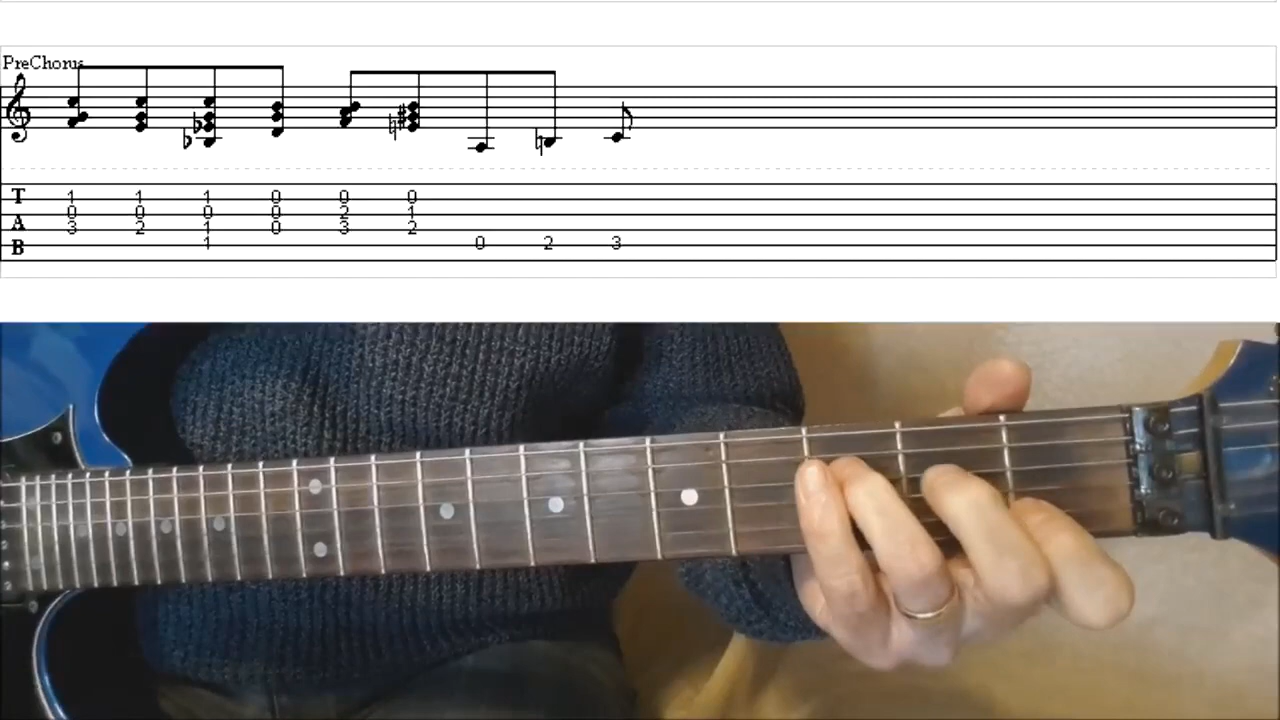 PreChorus
T 1 1 1 0 0 0
0 0 0 0 2 1
A 3 2 1 0 3 2
B 1 0 2 3